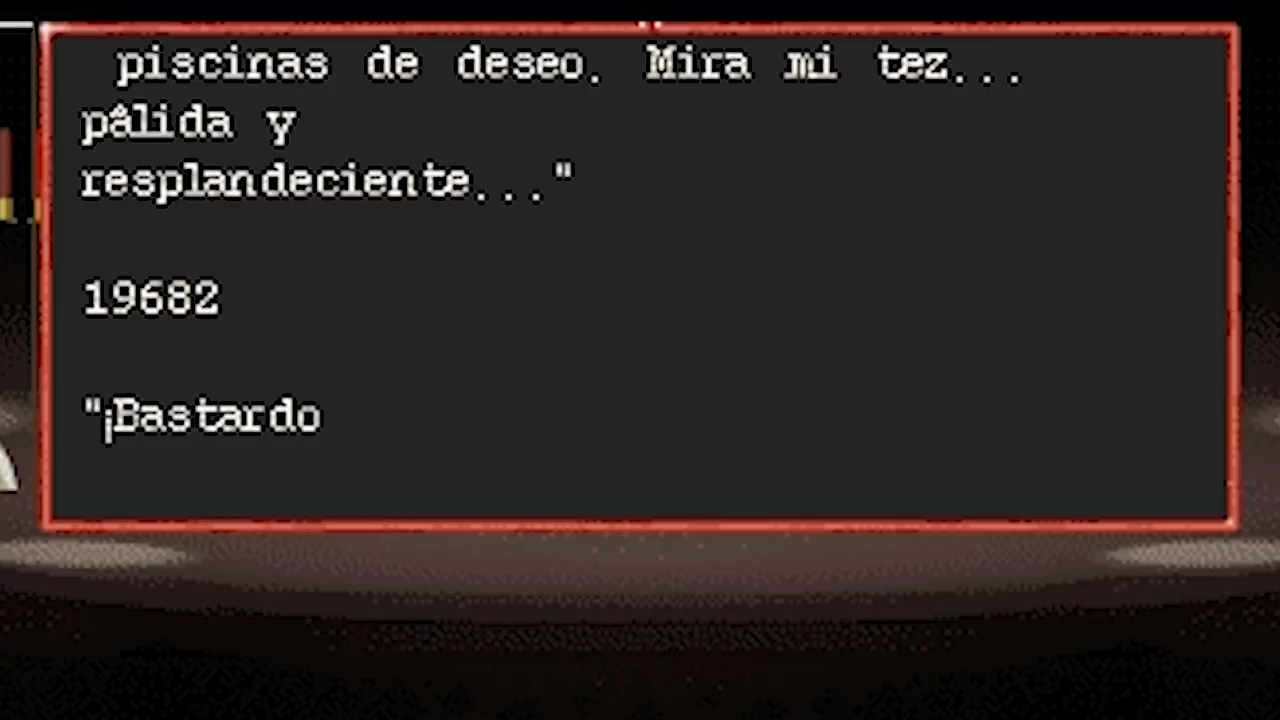 piscinas de deseo. Mira mi tez...
pálida y
resplandeciente..."
19682
"¡Bastardo